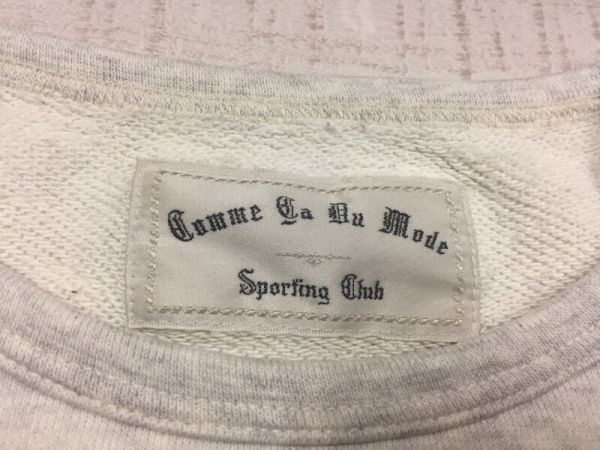 Comme Ça Du Mode
Sporting Club